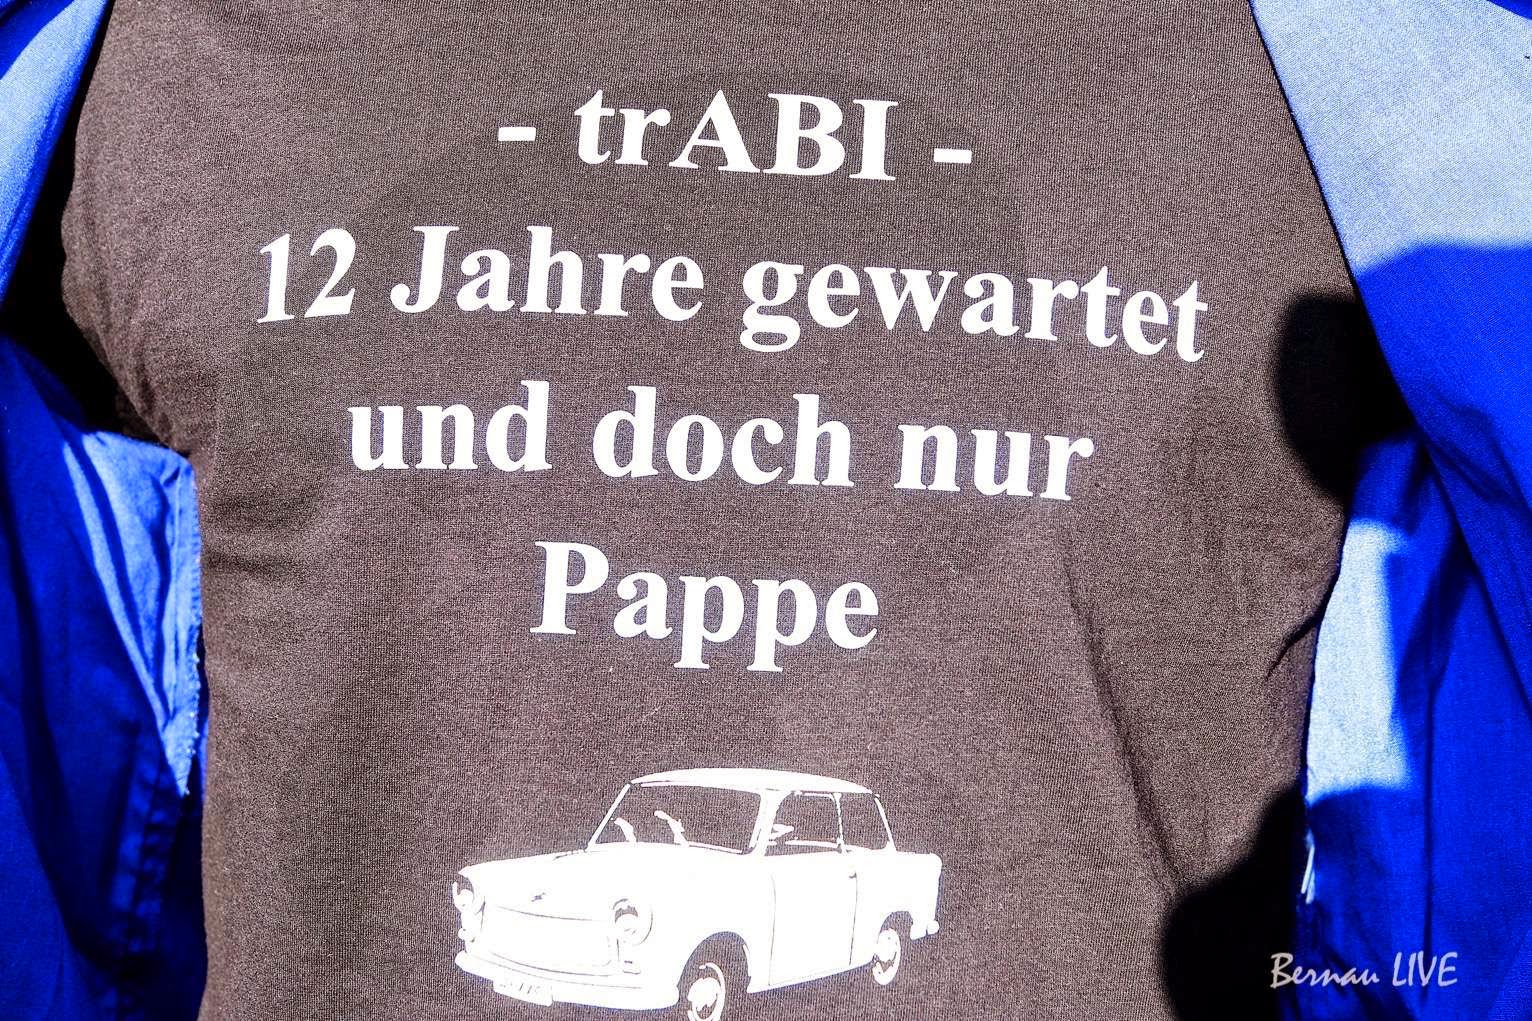 - trABI -
12 Jahre gewartet
und doch nur
Pappe
Bernau LIVE